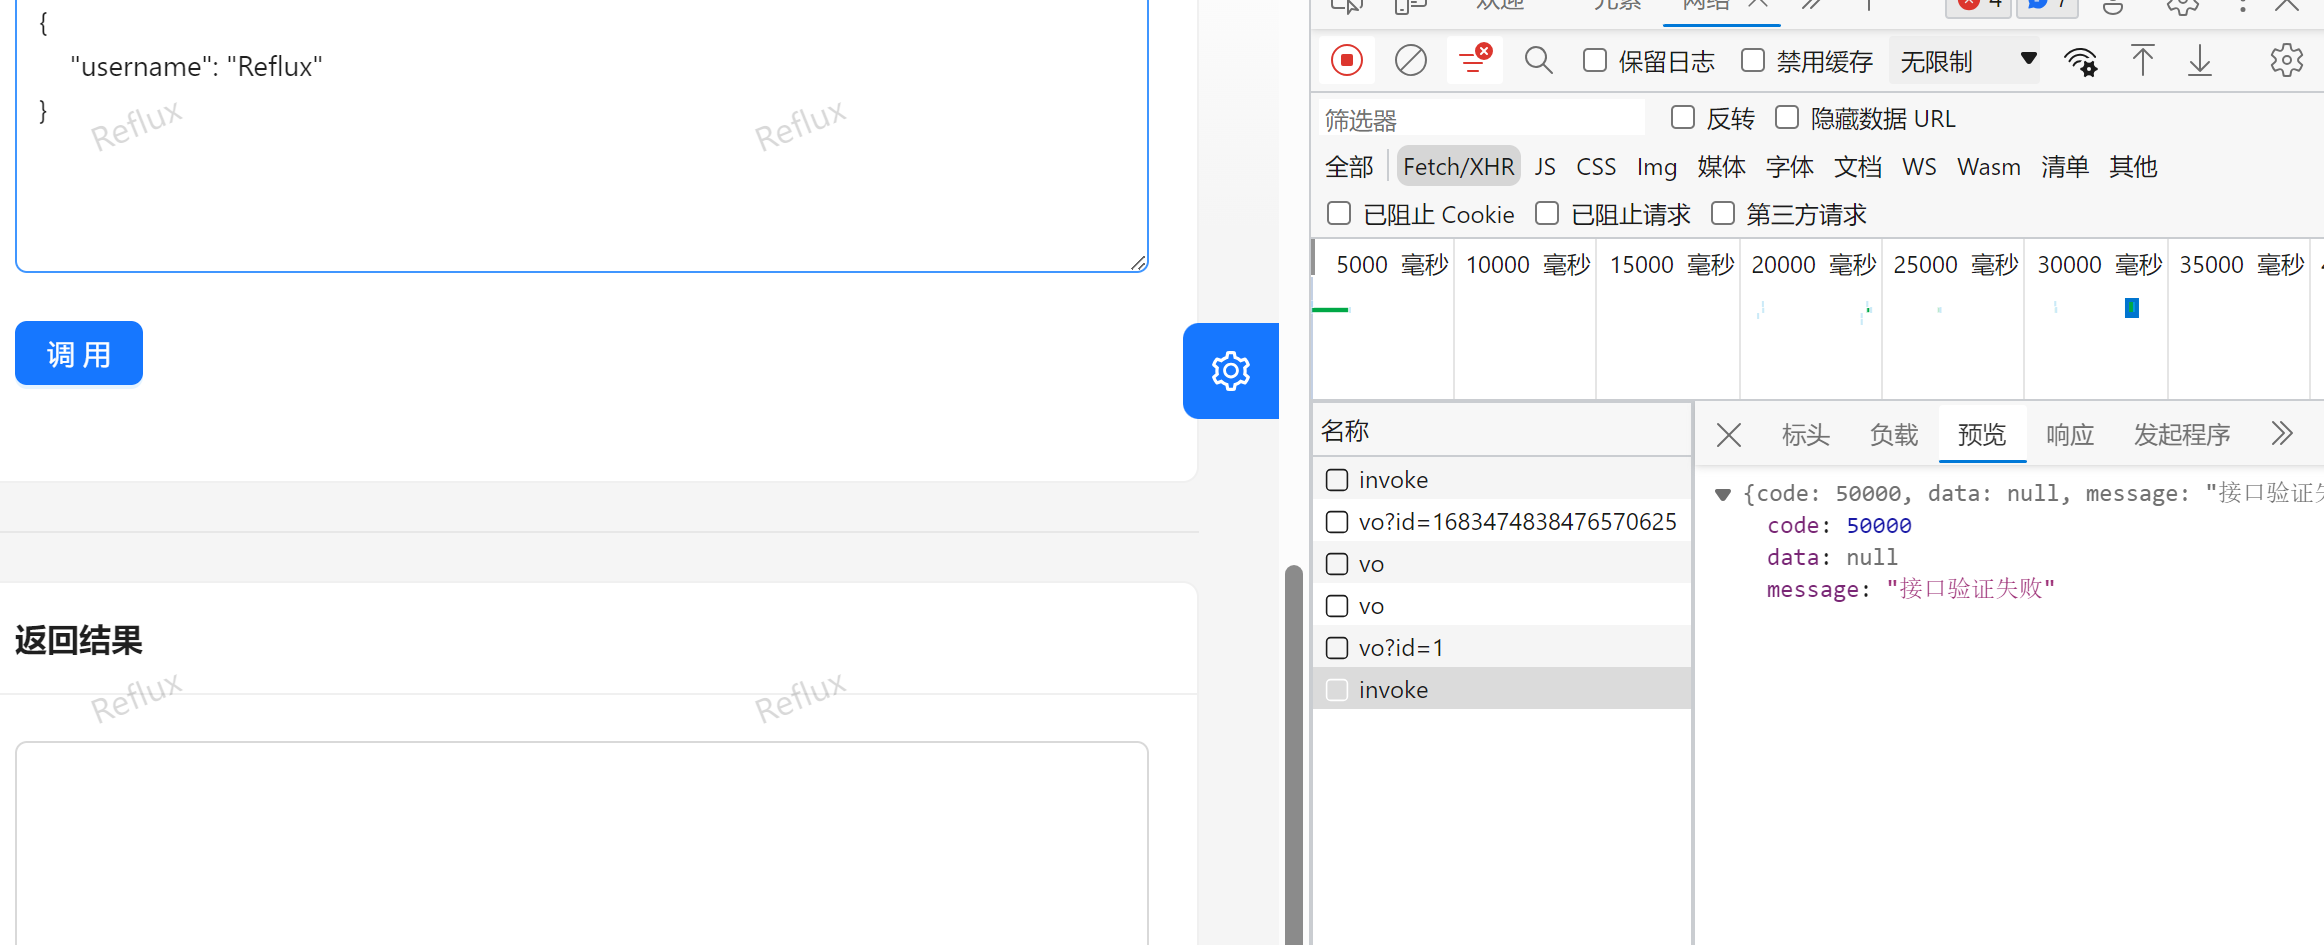 {
"username": "Reflux"
}
Reflux
Reflux
调 用
返回结果
Reflux
Reflux
欢迎
元素
网络
4
7
保留日志
禁用缓存
无限制
筛选器
反转
隐藏数据 URL
全部
Fetch/XHR
JS
CSS
Img
媒体
字体
文档
WS
Wasm
清单
其他
已阻止 Cookie
已阻止请求
第三方请求
5000 毫秒
10000 毫秒
15000 毫秒
20000 毫秒
25000 毫秒
30000 毫秒
35000 毫秒
名称
invoke
vo?id=1683474838476570625
vo
vo
vo?id=1
invoke
标头
负载
预览
响应
发起程序
{code: 50000, data: null, message: "接口验证
code: 50000
data: null
message: "接口验证失败"